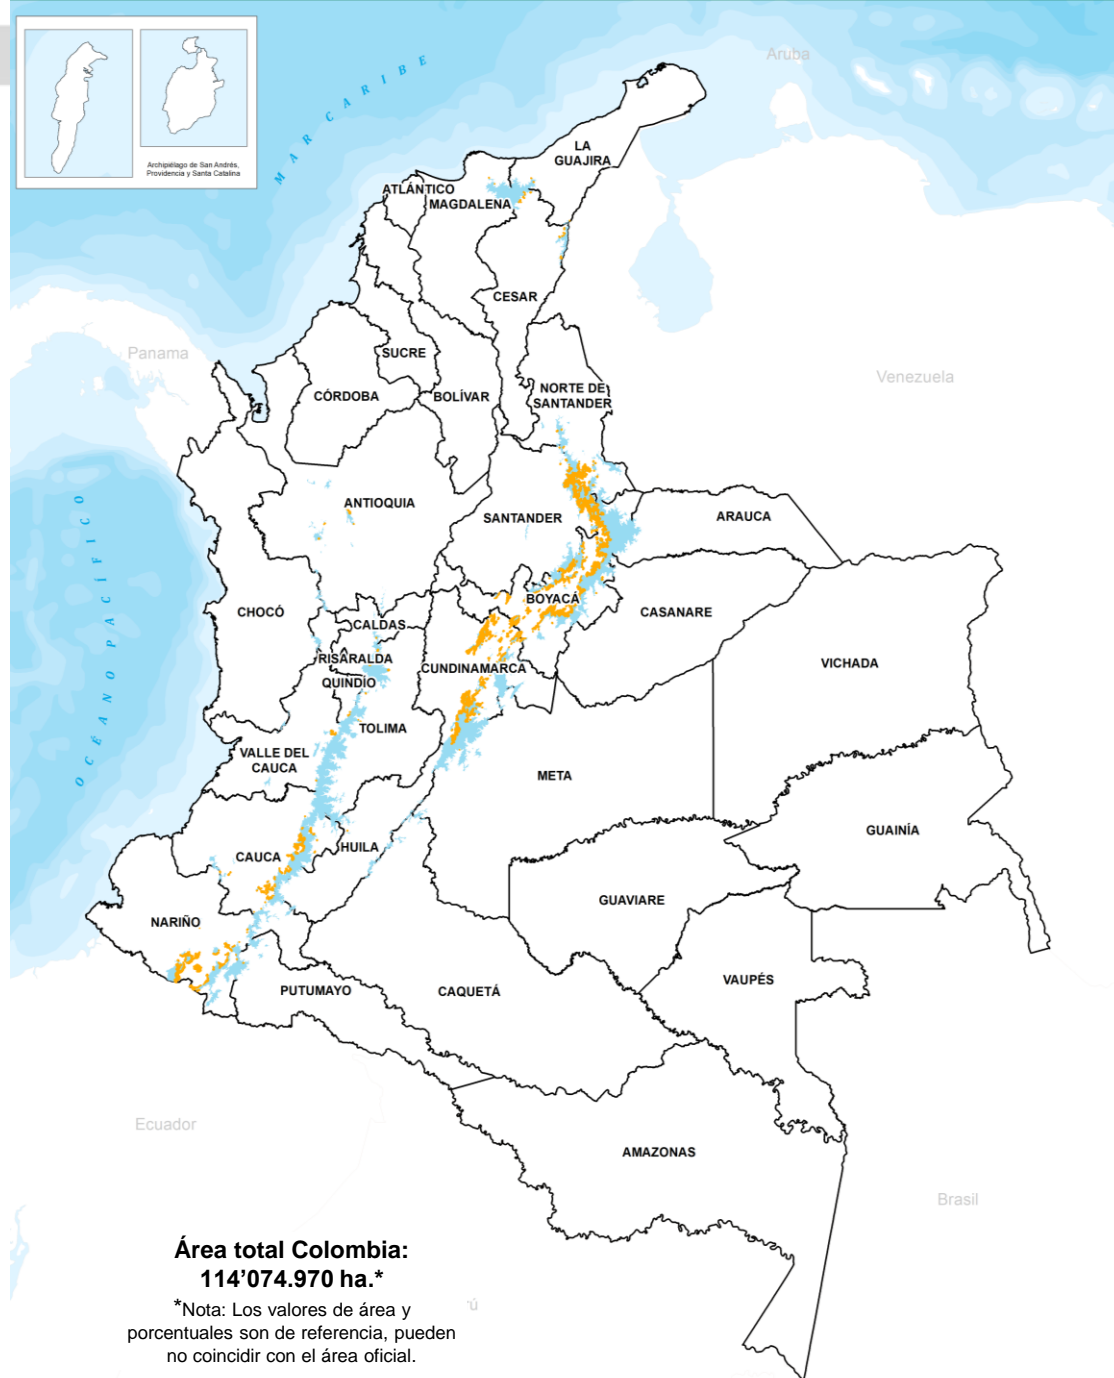 Archipiélago de San Andrés,
Providencia y Santa Catalina
MAR CARIBE
Aruba
LA
GUAJIRA
ATLÁNTICO
MAGDALENA
CESAR
Panama
SUCRE
Venezuela
CÓRDOBA
BOLÍVAR
NORTE DE
SANTANDER
OCÉANO PACÍFICO
ANTIOQUIA
SANTANDER
ARAUCA
BOYACÁ
CHOCÓ
CASANARE
CALDAS
RISARALDA
CUNDINAMARCA
VICHADA
QUINDÍO
TOLIMA
VALLE DEL
CAUCA
META
GUAINÍA
CAUCA
HUILA
GUAVIARE
NARIÑO
VAUPÉS
PUTUMAYO
CAQUETÁ
Ecuador
AMAZONAS
Brasil
Área total Colombia:
114’074.970 ha.*
*Nota: Los valores de área y
porcentuales son de referencia, pueden
no coincidir con el área oficial.